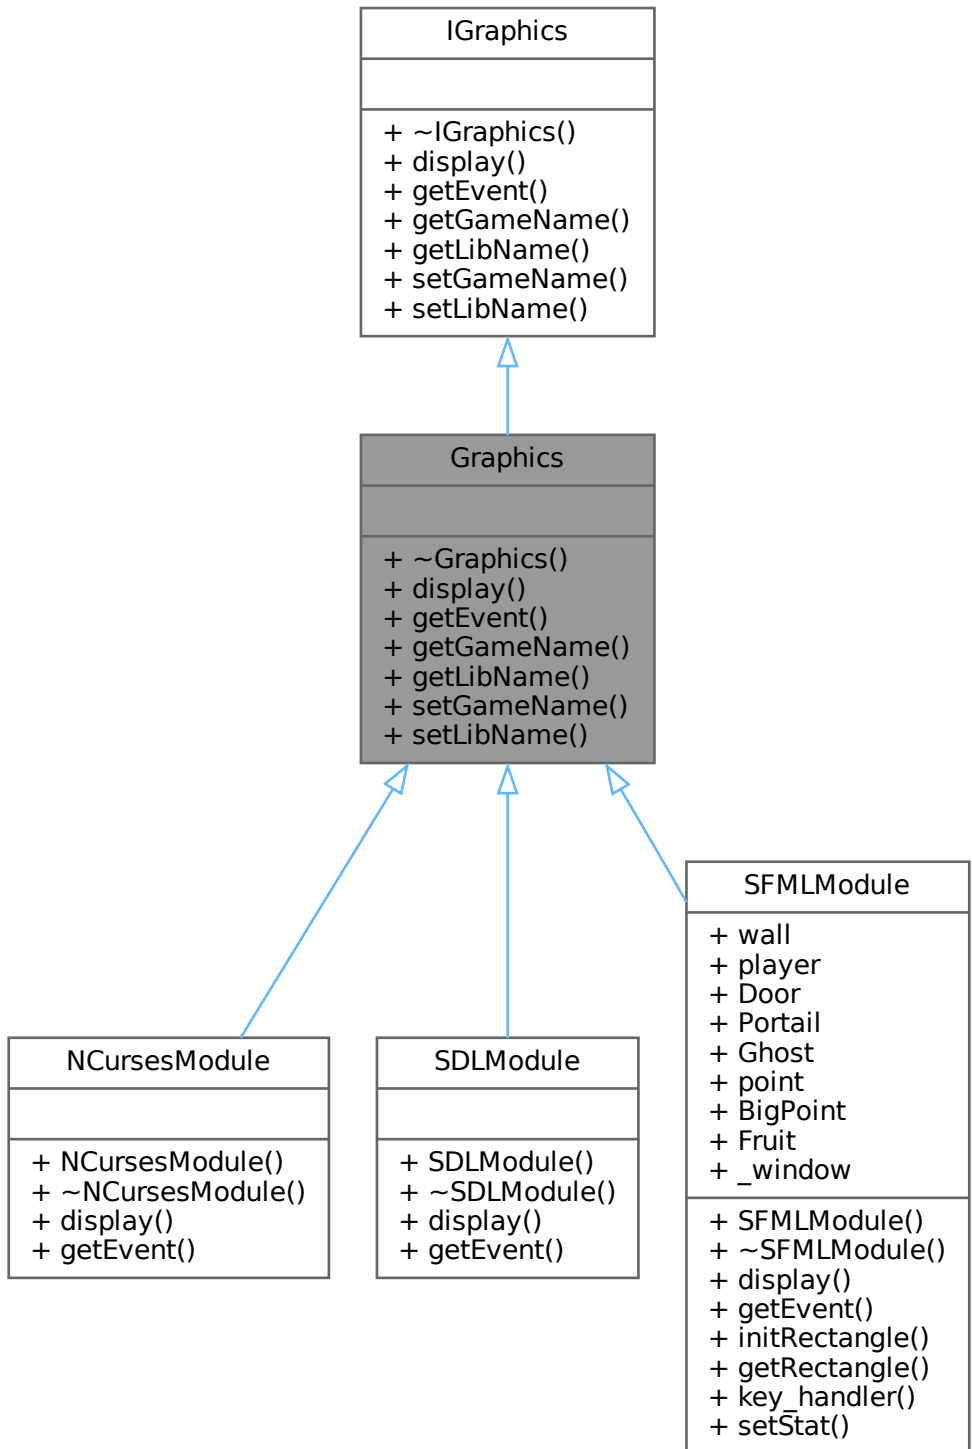 IGraphics
+ ~IGraphics()
+ display()
+ getEvent()
+ getGameName()
+ getLibName()
+ setGameName()
+ setLibName()
Graphics
+ ~Graphics()
+ display()
+ getEvent()
+ getGameName()
+ getLibName()
+ setGameName()
+ setLibName()
NCursesModule
+ NCursesModule()
+ ~NCursesModule()
+ display()
+ getEvent()
SDLModule
+ SDLModule()
+ ~SDLModule()
+ display()
+ getEvent()
SFMLModule
+ wall
+ player
+ Door
+ Portail
+ Ghost
+ point
+ BigPoint
+ Fruit
+ _window
+ SFMLModule()
+ ~SFMLModule()
+ display()
+ getEvent()
+ initRectangle()
+ getRectangle()
+ key_handler()
+ setStat()